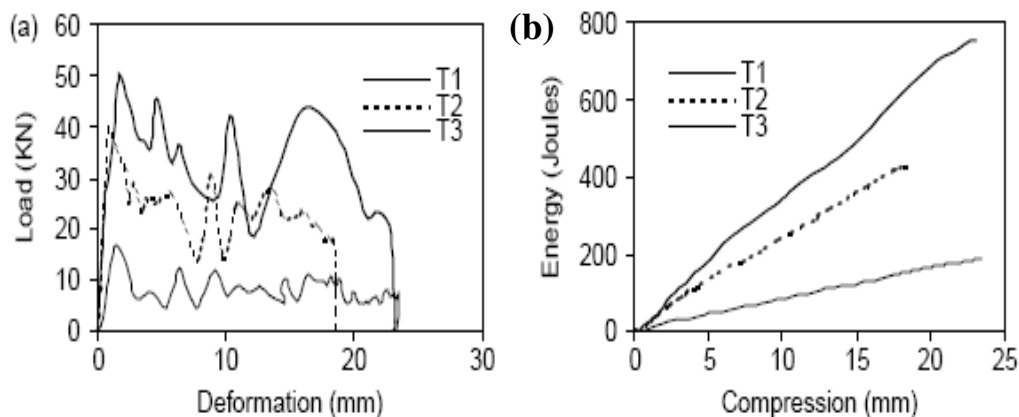 (a)
60
50
40
30
20
10
0
Load (KN)
T1
T2
T3
0 10 20 30
Deformation (mm)
(b)
800
600
400
200
0
Energy (Joules)
T1
T2
T3
0 5 10 15 20 25
Compression (mm)